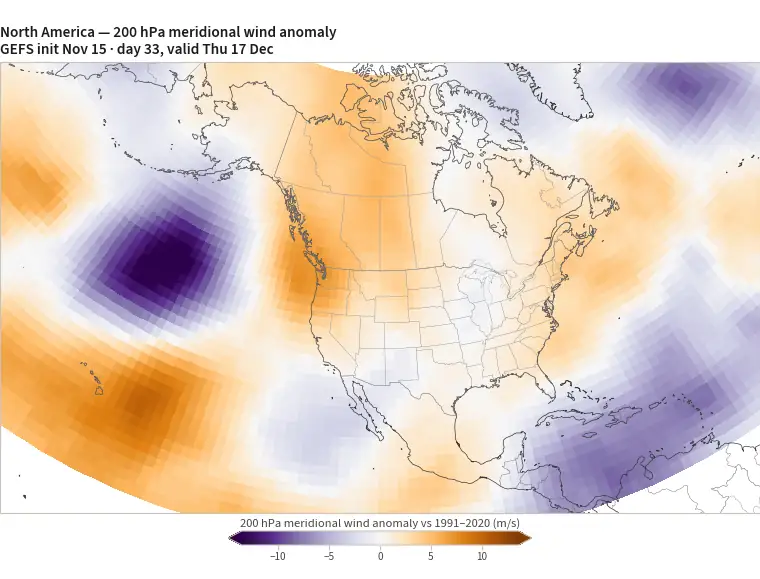 North America — 200 hPa meridional wind anomaly
GEFS init Nov 15 · day 33, valid Thu 17 Dec
200 hPa meridional wind anomaly vs 1991–2020 (m/s)
−10 −5 0 5 10